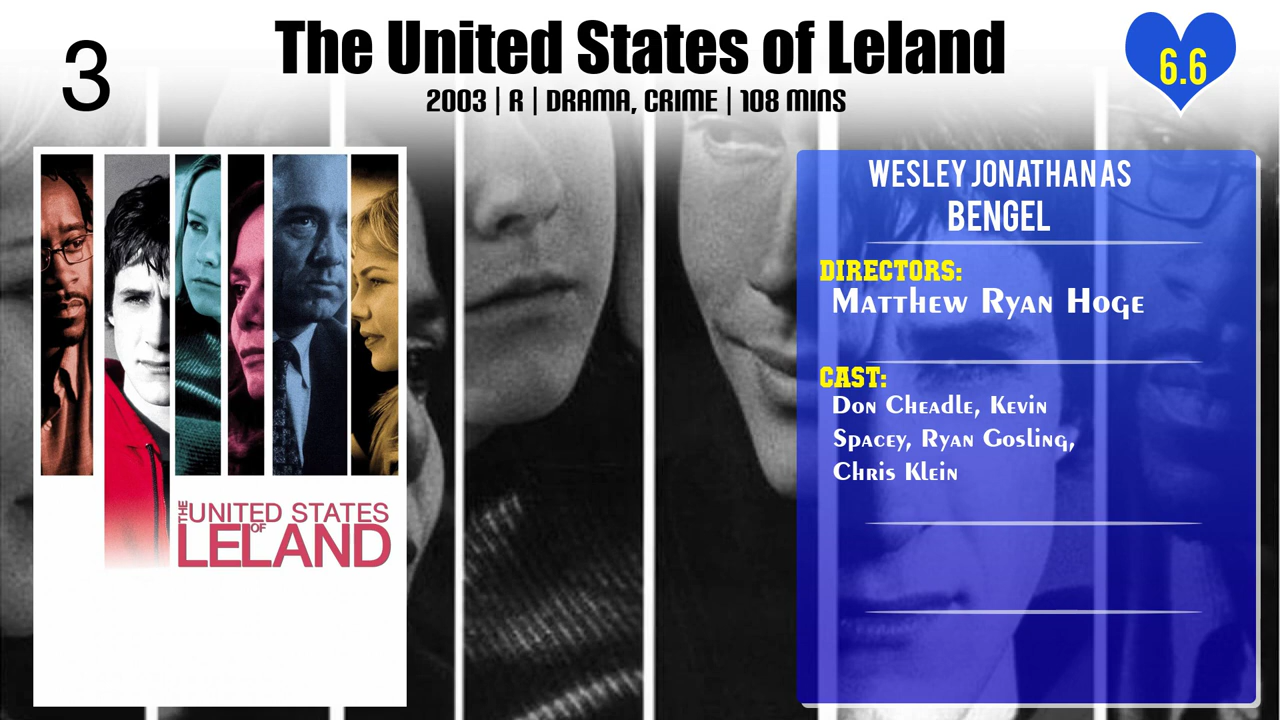 3
The United States of Leland
2003 | R | DRAMA, CRIME | 108 MINS
6.6
THE UNITED STATES
OF
LELAND
WESLEY JONATHAN AS
BENGEL
DIRECTORS:
Matthew Ryan Hoge
CAST:
Don Cheadle, Kevin
Spacey, Ryan Gosling,
Chris Klein